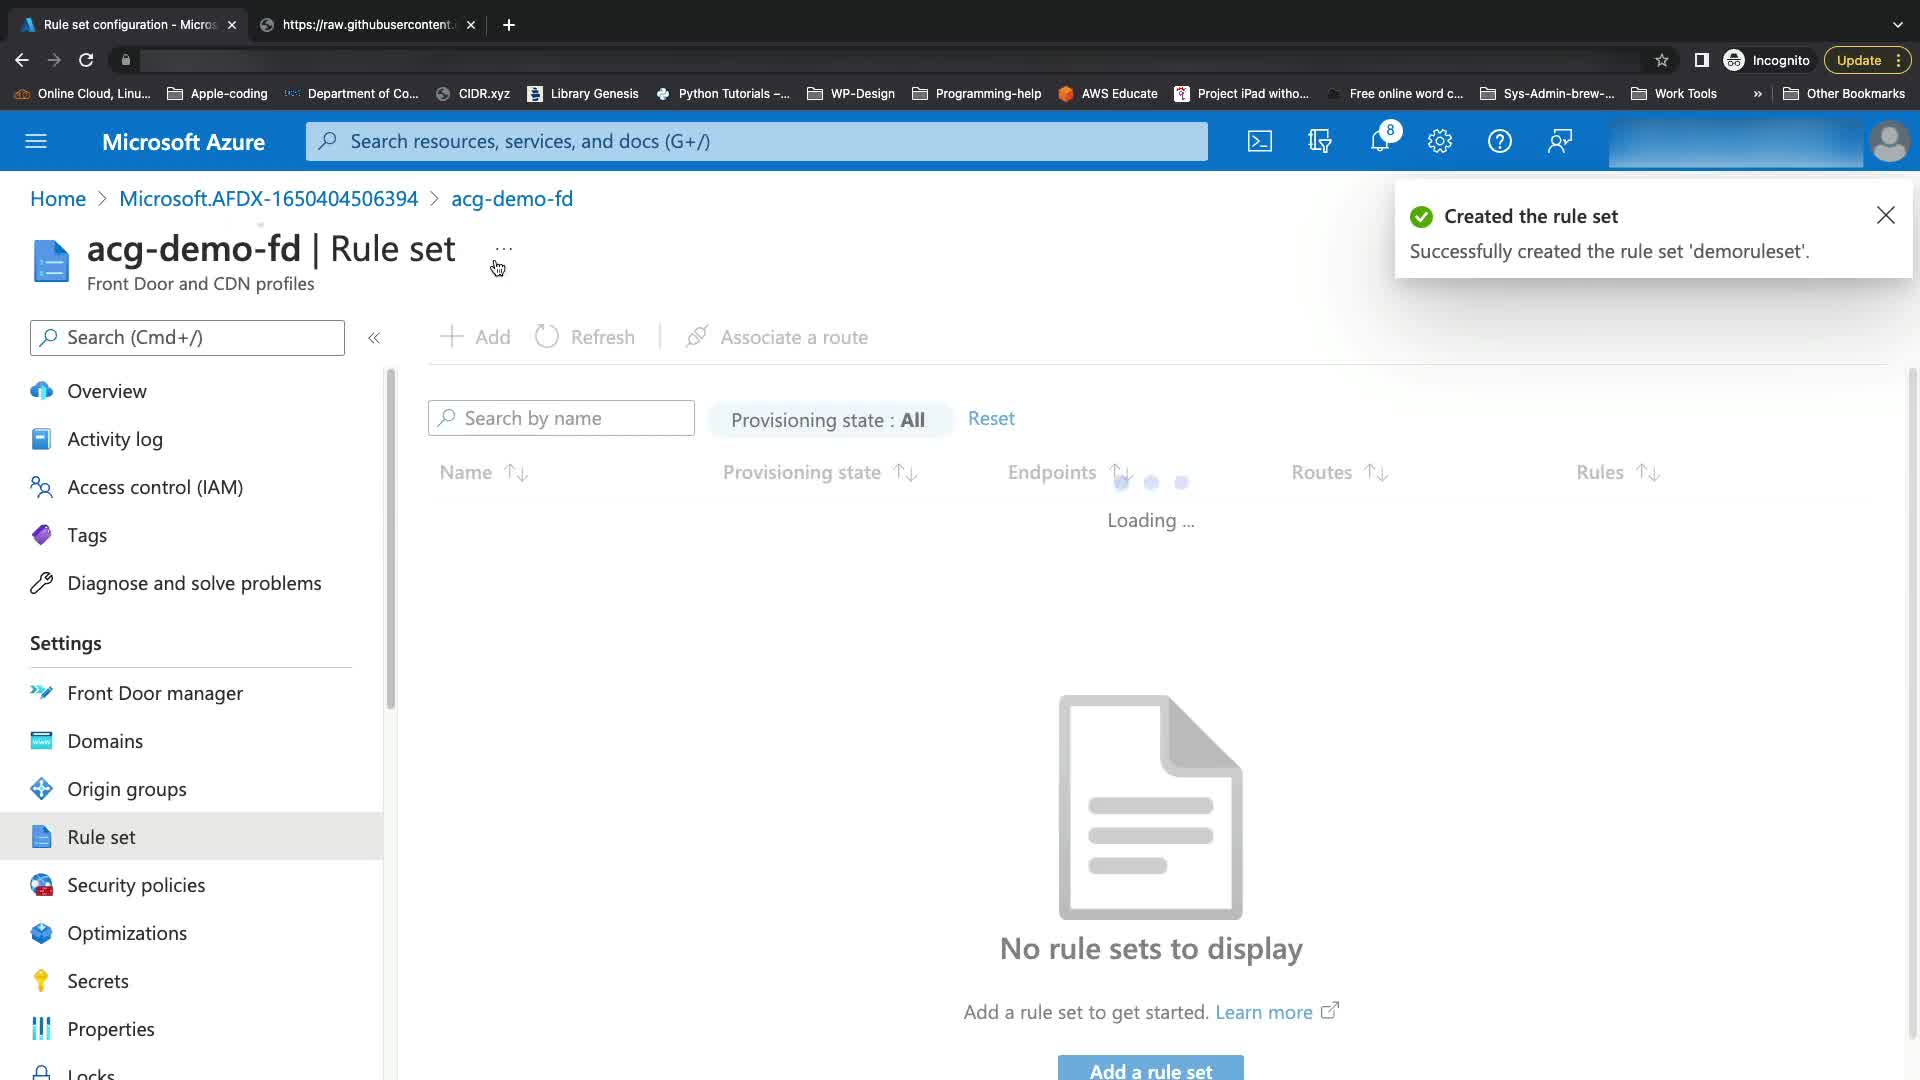 Rule set configuration - Micros
https://raw.githubusercontent.
Incognito
Update
Online Cloud, Linu...
Apple-coding
Department of Co...
CIDR.xyz
Library Genesis
Python Tutorials –...
WP-Design
Programming-help
AWS Educate
Project iPad witho...
Free online word c...
Sys-Admin-brew-...
Work Tools
»
Other Bookmarks
Microsoft Azure
Search resources, services, and docs (G+/)
8
Home > Microsoft.AFDX-1650404506394 > acg-demo-fd
Created the rule set
Successfully created the rule set 'demoruleset'.
acg-demo-fd | Rule set ...
Front Door and CDN profiles
Search (Cmd+/)
«
Add
Refresh
Associate a route
Overview
Activity log
Access control (IAM)
Tags
Diagnose and solve problems
Settings
Front Door manager
Domains
Origin groups
Rule set
Security policies
Optimizations
Secrets
Properties
Locks
Search by name
Provisioning state : All
Reset
Name
Provisioning state
Endpoints
Routes
Rules
Loading ...
No rule sets to display
Add a rule set to get started. Learn more
Add a rule set